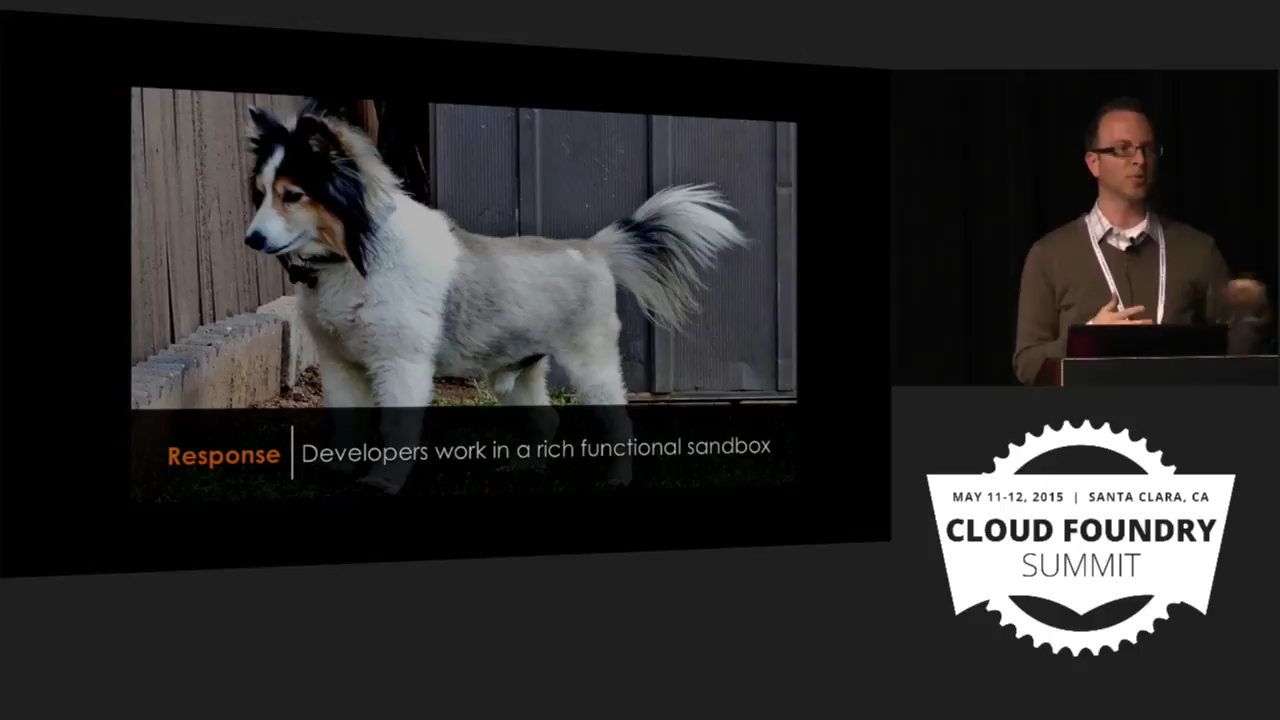 Response | Developers work in a rich functional sandbox
MAY 11-12, 2015 | SANTA CLARA, CA
CLOUD FOUNDRY
SUMMIT